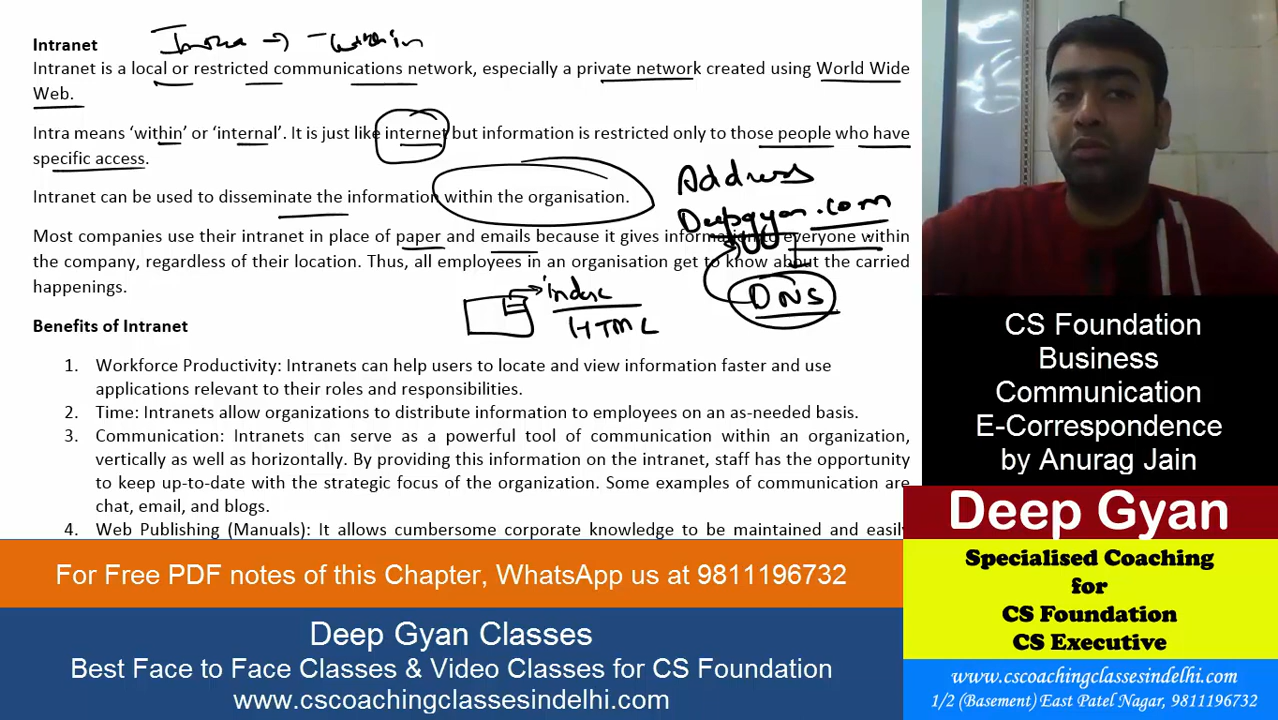 Intranet
Intra → within
Intranet is a local or restricted communications network, especially a private network created using World Wide
Web.
Intra means ‘within’ or ‘internal’. It is just like internet but information is restricted only to those people who have
specific access.
Address
Intranet can be used to disseminate the information within the organisation.
Deepgyan.com
Most companies use their intranet in place of paper and emails because it gives information to everyone within
the company, regardless of their location. Thus, all employees in an organisation get to know about the carried
happenings.
index
DNS
HTML
Benefits of Intranet
1. Workforce Productivity: Intranets can help users to locate and view information faster and use
applications relevant to their roles and responsibilities.
2. Time: Intranets allow organizations to distribute information to employees on an as-needed basis.
3. Communication: Intranets can serve as a powerful tool of communication within an organization,
vertically as well as horizontally. By providing this information on the intranet, staff has the opportunity
to keep up-to-date with the strategic focus of the organization. Some examples of communication are
chat, email, and blogs.
4. Web Publishing (Manuals): It allows cumbersome corporate knowledge to be maintained and easily
CS Foundation
Business
Communication
E-Correspondence
by Anurag Jain
Deep Gyan
Specialised Coaching
for
CS Foundation
CS Executive
www.cscoachingclassesindelhi.com
1/2 (Basement) East Patel Nagar, 9811196732
For Free PDF notes of this Chapter, WhatsApp us at 9811196732
Deep Gyan Classes
Best Face to Face Classes & Video Classes for CS Foundation
www.cscoachingclassesindelhi.com